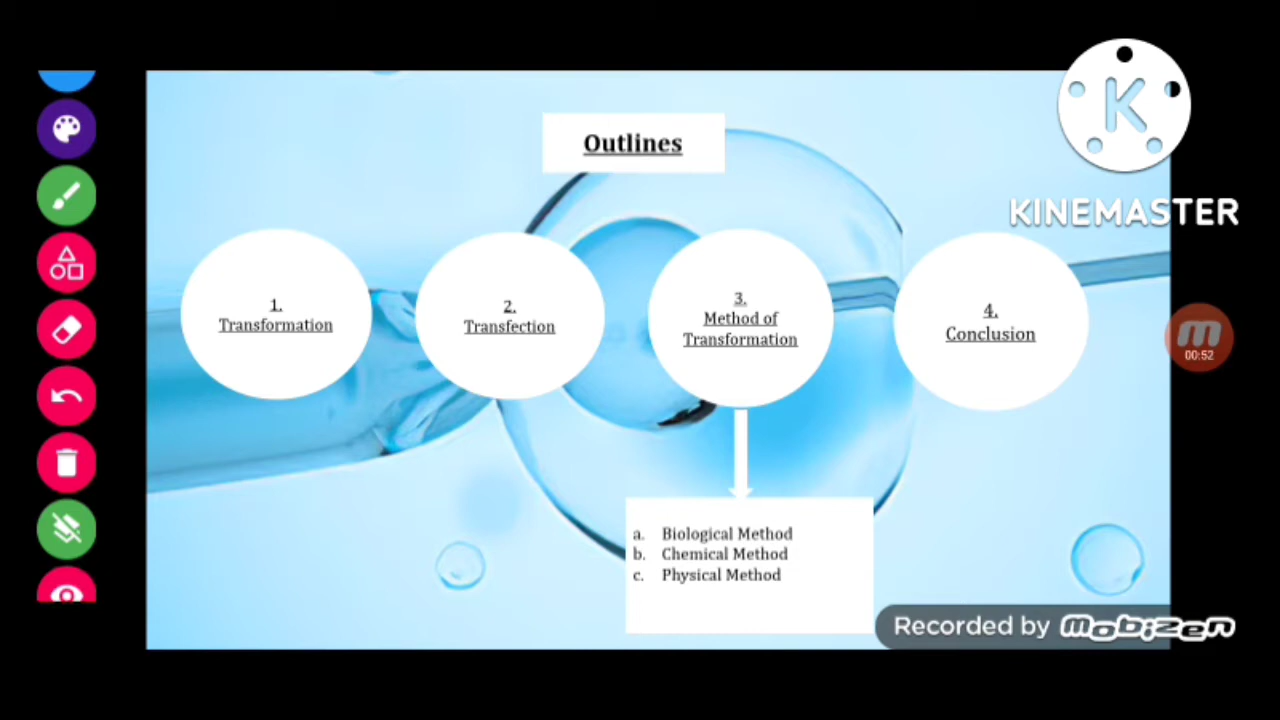 Outlines
KINEMASTER
1.
Transformation
2.
Transfection
3.
Method of
Transformation
4.
Conclusion
00:52
a. Biological Method
b. Chemical Method
c. Physical Method
Recorded by Mobizen